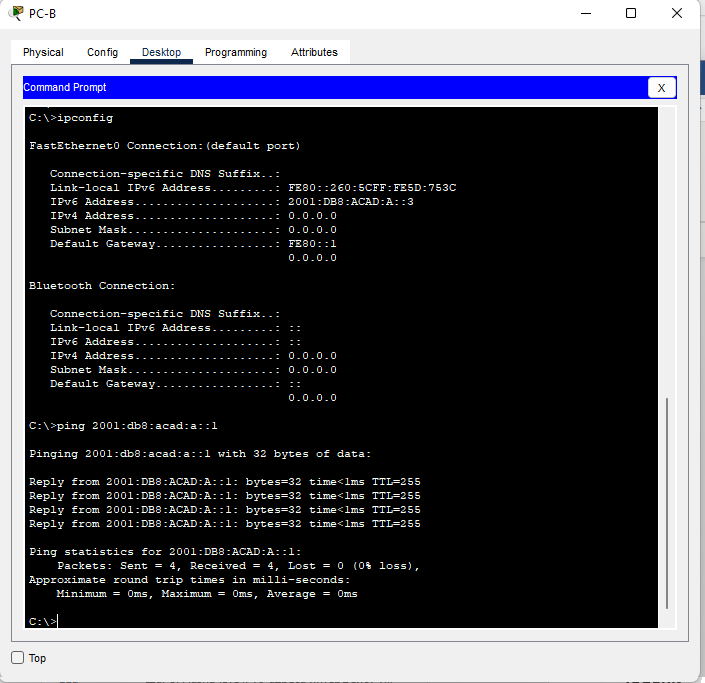 PC-B
Physical Config Desktop Programming Attributes
Command Prompt X
C:\>ipconfig
FastEthernet0 Connection:(default port)
Connection-specific DNS Suffix..:
Link-local IPv6 Address.........: FE80::260:5CFF:FE5D:753C
IPv6 Address....................: 2001:DB8:ACAD:A::3
IPv4 Address....................: 0.0.0.0
Subnet Mask.....................: 0.0.0.0
Default Gateway.................: FE80::1
0.0.0.0
Bluetooth Connection:
Connection-specific DNS Suffix..:
Link-local IPv6 Address.........: ::
IPv6 Address....................: ::
IPv4 Address....................: 0.0.0.0
Subnet Mask.....................: 0.0.0.0
Default Gateway.................: ::
0.0.0.0
C:\>ping 2001:db8:acad:a::1
Pinging 2001:db8:acad:a::1 with 32 bytes of data:
Reply from 2001:DB8:ACAD:A::1: bytes=32 time<1ms TTL=255
Reply from 2001:DB8:ACAD:A::1: bytes=32 time<1ms TTL=255
Reply from 2001:DB8:ACAD:A::1: bytes=32 time<1ms TTL=255
Reply from 2001:DB8:ACAD:A::1: bytes=32 time<1ms TTL=255
Ping statistics for 2001:DB8:ACAD:A::1:
Packets: Sent = 4, Received = 4, Lost = 0 (0% loss),
Approximate round trip times in milli-seconds:
Minimum = 0ms, Maximum = 0ms, Average = 0ms
C:\>
Top